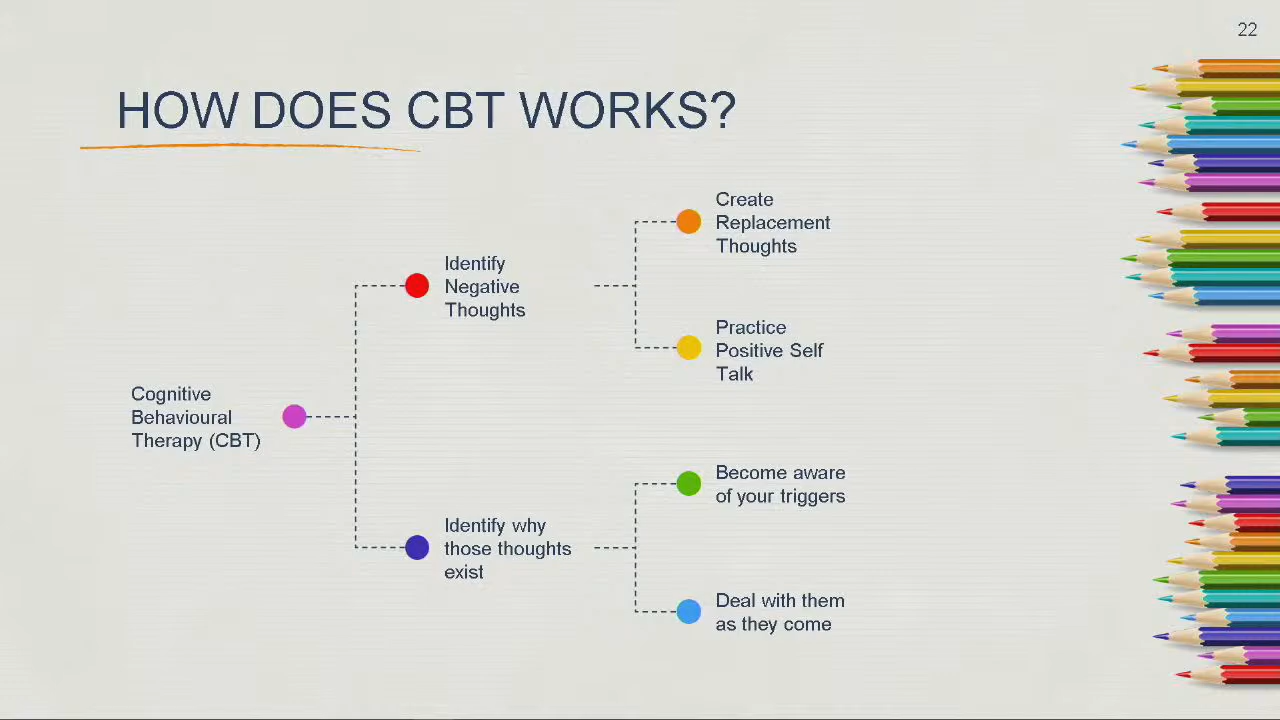 22
HOW DOES CBT WORKS?
Cognitive
Behavioural
Therapy (CBT)
Identify
Negative
Thoughts
Create
Replacement
Thoughts
Practice
Positive Self
Talk
Identify why
those thoughts
exist
Become aware
of your triggers
Deal with them
as they come